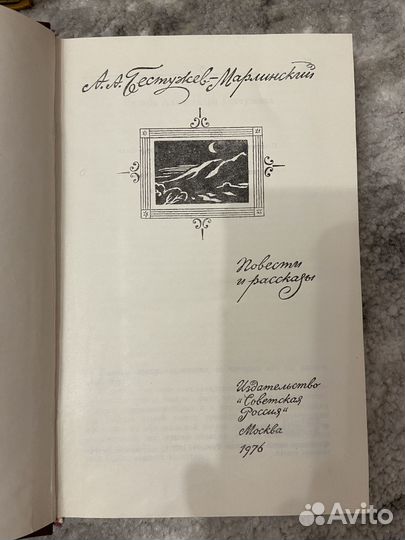 А. А. Бестужев-Марлинский
Повести
и рассказы
Издательство
"Советская
Россия"
Москва
1976
Avito